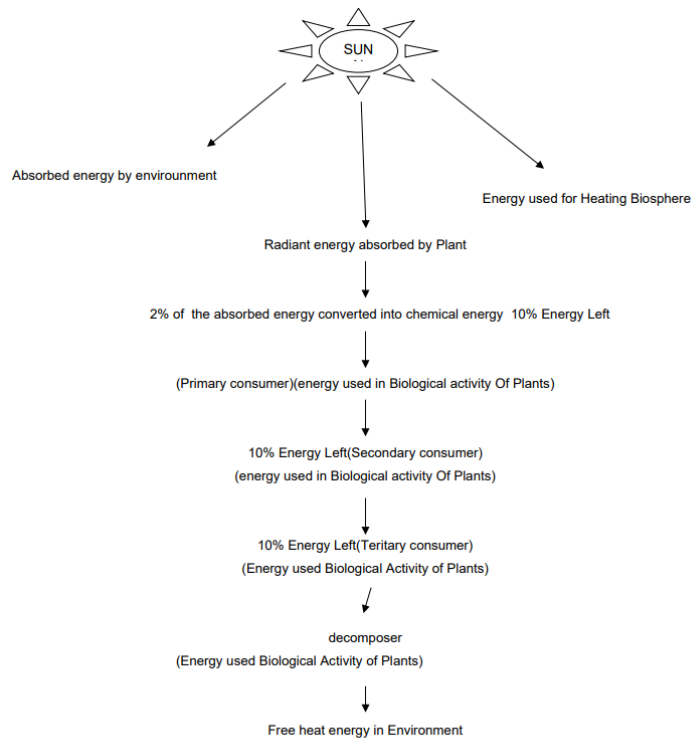 SUN
Absorbed energy by envirounment
Energy used for Heating Biosphere
Radiant energy absorbed by Plant
2% of the absorbed energy converted into chemical energy 10% Energy Left
(Primary consumer)(energy used in Biological activity Of Plants)
10% Energy Left(Secondary consumer)
(energy used in Biological activity Of Plants)
10% Energy Left(Teritary consumer)
(Energy used Biological Activity of Plants)
decomposer
(Energy used Biological Activity of Plants)
Free heat energy in Environment